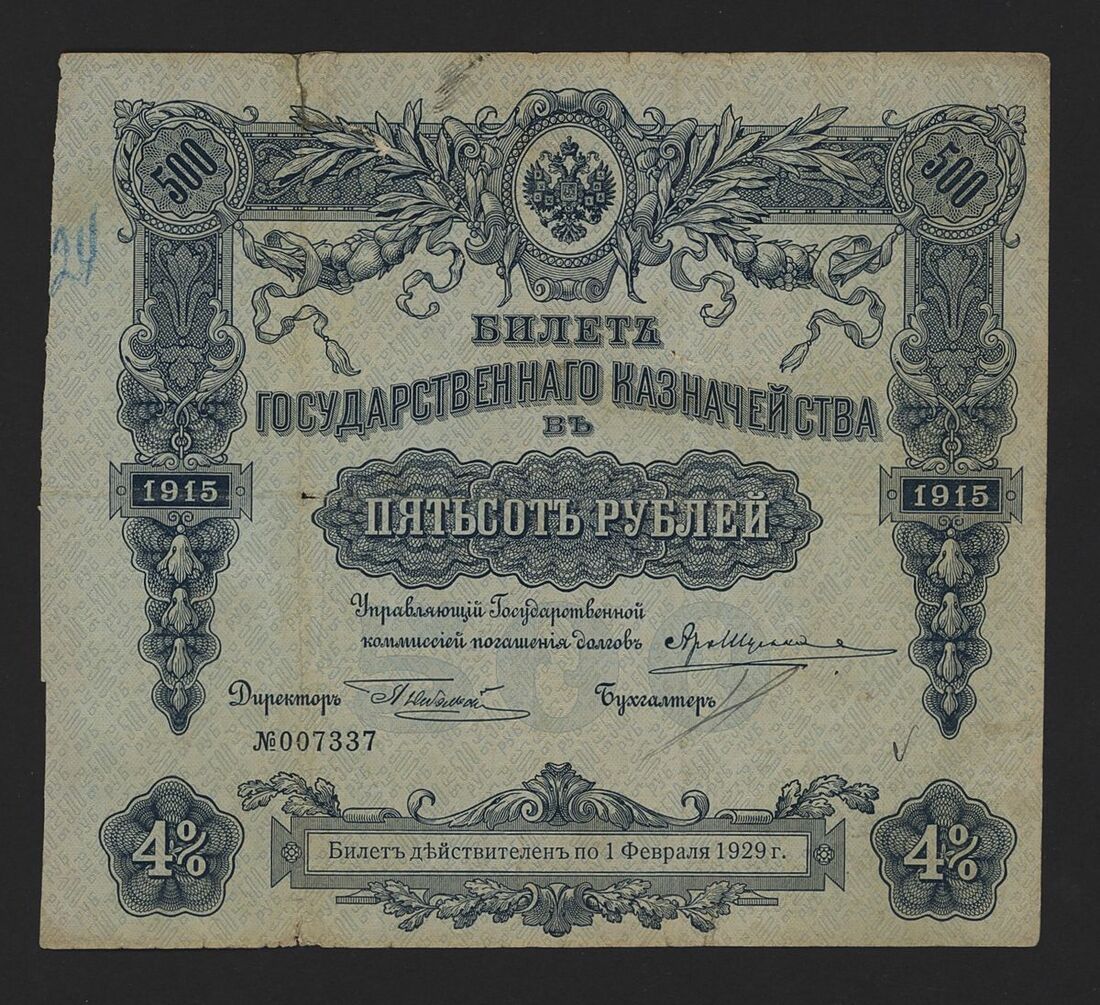 24
500 500
БИЛЕТЪ
ГОСУДАРСТВЕННАГО КАЗНАЧЕЙСТВА
ВЪ
1915 1915
ПЯТЬСОТЪ РУБЛЕЙ
Управляющій Государственной
коммиссіей погашенія долговъ
Директоръ Бухгалтеръ
№007337
4% 4%
Билетъ дѣйствителенъ по 1 Февраля 1929 г.